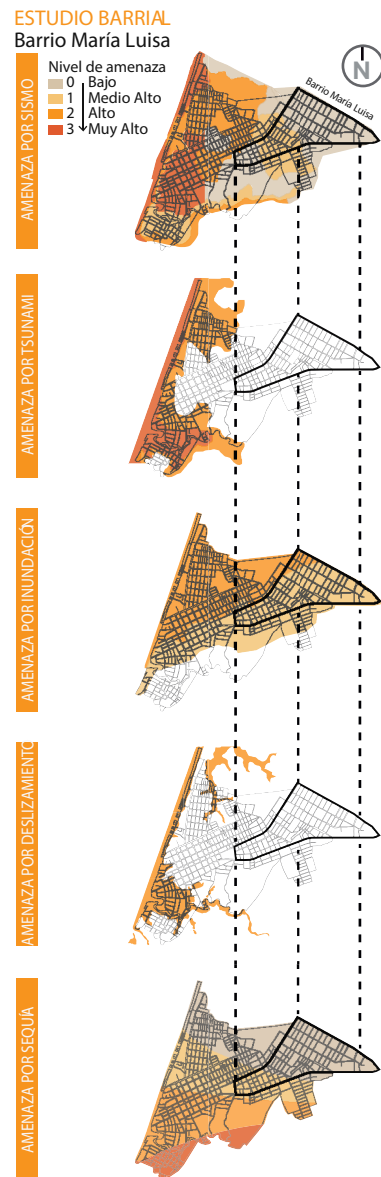 ESTUDIO BARRIAL
Barrio María Luisa
Nivel de amenaza
0 Bajo
1 Medio Alto
2 Alto
3 Muy Alto
N
Barrio María Luisa
AMENAZA POR SISMO
AMENAZA POR TSUNAMI
AMENAZA POR INUNDACIÓN
AMENAZA POR DESLIZAMIENTO
AMENAZA POR SEQUÍA